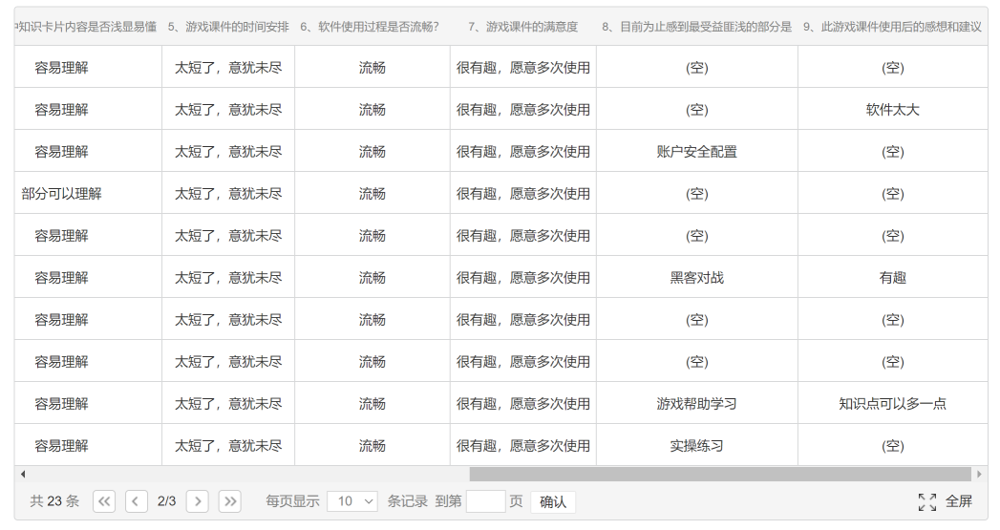 知识卡片内容是否浅显易懂 5、游戏课件的时间安排 6、软件使用过程是否流畅? 7、游戏课件的满意度 8、目前为止感到最受益匪浅的部分是 9、此游戏课件使用后的感想和建议
容易理解 太短了，意犹未尽 流畅 很有趣，愿意多次使用 (空) (空)
容易理解 太短了，意犹未尽 流畅 很有趣，愿意多次使用 (空) 软件太大
容易理解 太短了，意犹未尽 流畅 很有趣，愿意多次使用 账户安全配置 (空)
部分可以理解 太短了，意犹未尽 流畅 很有趣，愿意多次使用 (空) (空)
容易理解 太短了，意犹未尽 流畅 很有趣，愿意多次使用 (空) (空)
容易理解 太短了，意犹未尽 流畅 很有趣，愿意多次使用 黑客对战 有趣
容易理解 太短了，意犹未尽 流畅 很有趣，愿意多次使用 (空) (空)
容易理解 太短了，意犹未尽 流畅 很有趣，愿意多次使用 (空) (空)
容易理解 太短了，意犹未尽 流畅 很有趣，愿意多次使用 游戏帮助学习 知识点可以多一点
容易理解 太短了，意犹未尽 流畅 很有趣，愿意多次使用 实操练习 (空)
共 23 条 2/3 每页显示 10 条记录 到第 页 确认 全屏